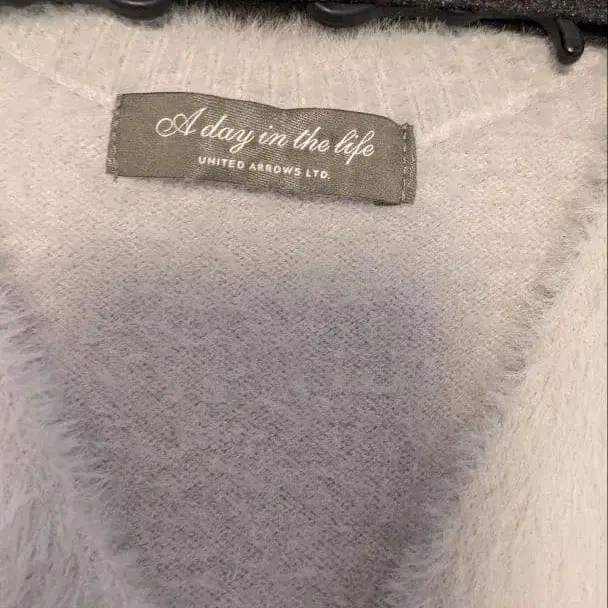 A day in the life
UNITED ARROWS LTD.